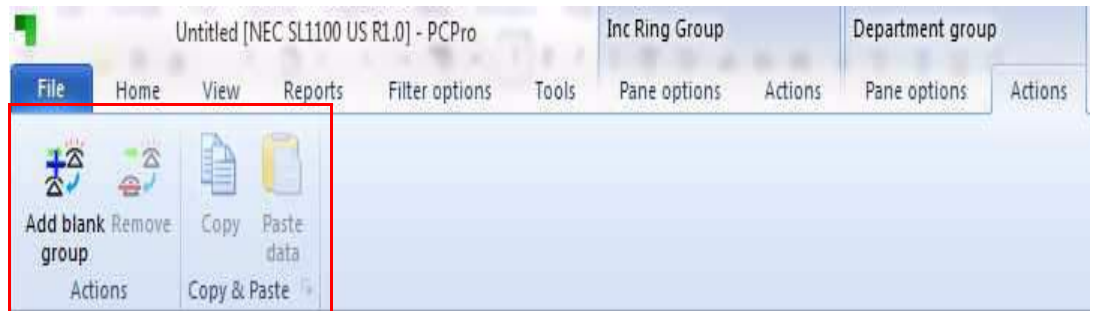 Untitled [NEC SL1100 US R1.0] - PCPro Inc Ring Group Department group
File Home View Reports Filter options Tools Pane options Actions Pane options Actions
Add blank group
Remove
Copy
Paste data
Actions
Copy & Paste